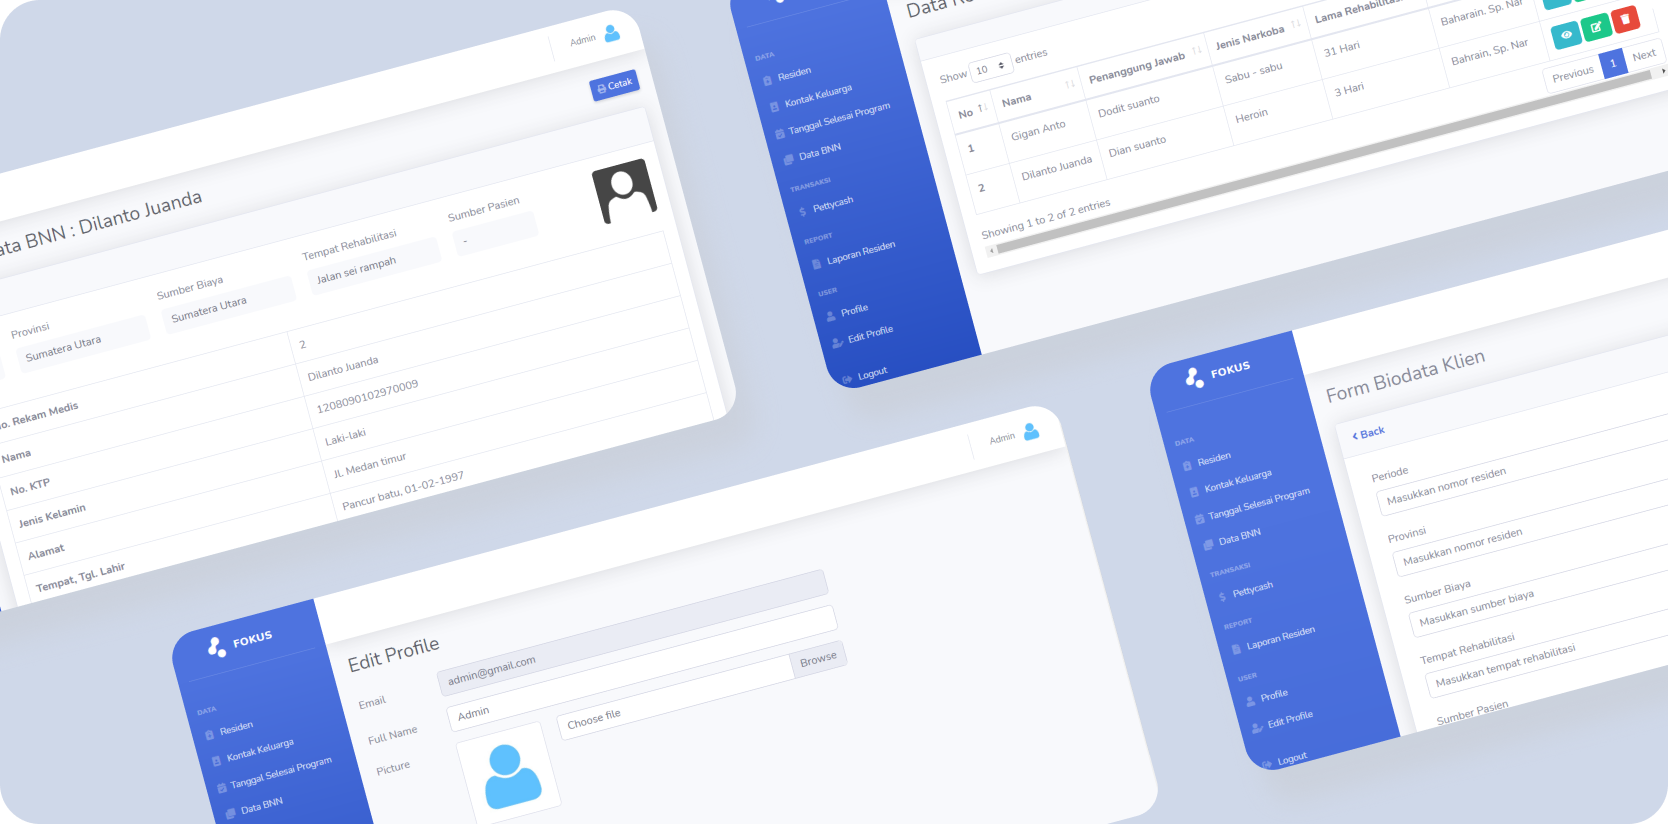 Admin
Cetak
ata BNN : Dilanto Juanda
Provinsi
Sumatera Utara
Sumber Biaya
Sumatera Utara
Tempat Rehabilitasi
Jalan sei rampah
Sumber Pasien
-
o. Rekam Medis
2
Nama
Dilanto Juanda
No. KTP
1208090102970009
Jenis Kelamin
Laki-laki
Alamat
Jl. Medan timur
Tempat, Tgl. Lahir
Pancur batu, 01-02-1997
DATA
Residen
Kontak Keluarga
Tanggal Selesai Program
Data BNN
TRANSAKSI
Pettycash
REPORT
Laporan Residen
USER
Profile
Edit Profile
Logout
Data
Show 10 entries
No Nama Penanggung Jawab Jenis Narkoba Lama Rehabilitasi
1 Gigan Anto Dodit suanto Sabu - sabu 31 Hari Baharain. Sp. Nar
2 Dilanto Juanda Dian suanto Heroin 3 Hari Bahrain, Sp. Nar
Showing 1 to 2 of 2 entries
Previous 1 Next
FOKUS
DATA
Residen
Kontak Keluarga
Tanggal Selesai Program
Data BNN
Admin
Edit Profile
Email
admin@gmail.com
Full Name
Admin
Picture
Choose file
Browse
FOKUS
DATA
Residen
Kontak Keluarga
Tanggal Selesai Program
Data BNN
TRANSAKSI
Pettycash
REPORT
Laporan Residen
USER
Profile
Edit Profile
Logout
Form Biodata Klien
Back
Periode
Masukkan nomor residen
Provinsi
Masukkan nomor residen
Sumber Biaya
Masukkan sumber biaya
Tempat Rehabilitasi
Masukkan tempat rehabilitasi
Sumber Pasien